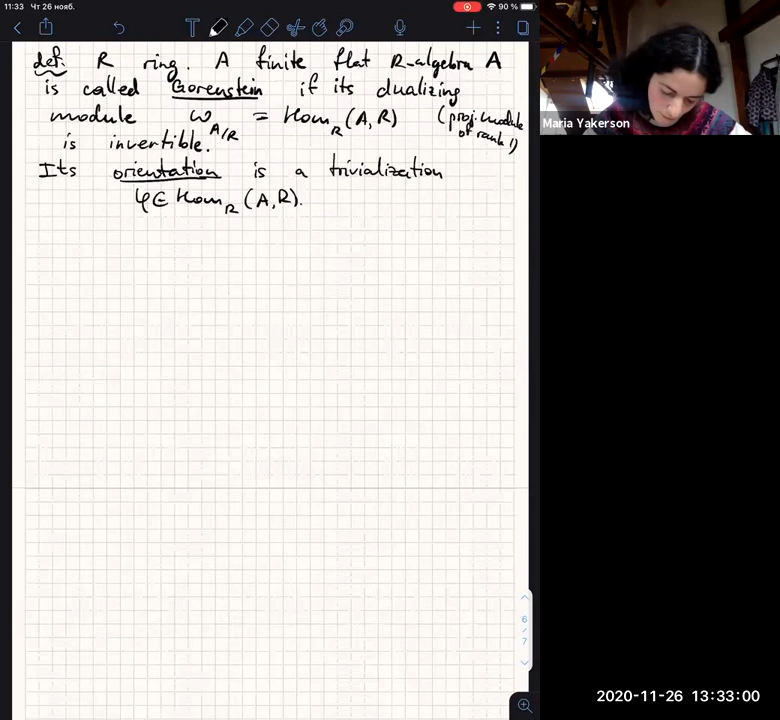 11:33 Чт 26 нояб.
90 %
def. R ring. A finite flat R-algebra A
is called Gorenstein if its dualizing
module ω_{A/R} = Hom_R (A, R) (proj. module of rank 1)
is invertible.
Its orientation is a trivialization
φ ∈ Hom_R (A, R).
Maria Yakerson
6 / 7
2020-11-26 13:33:00